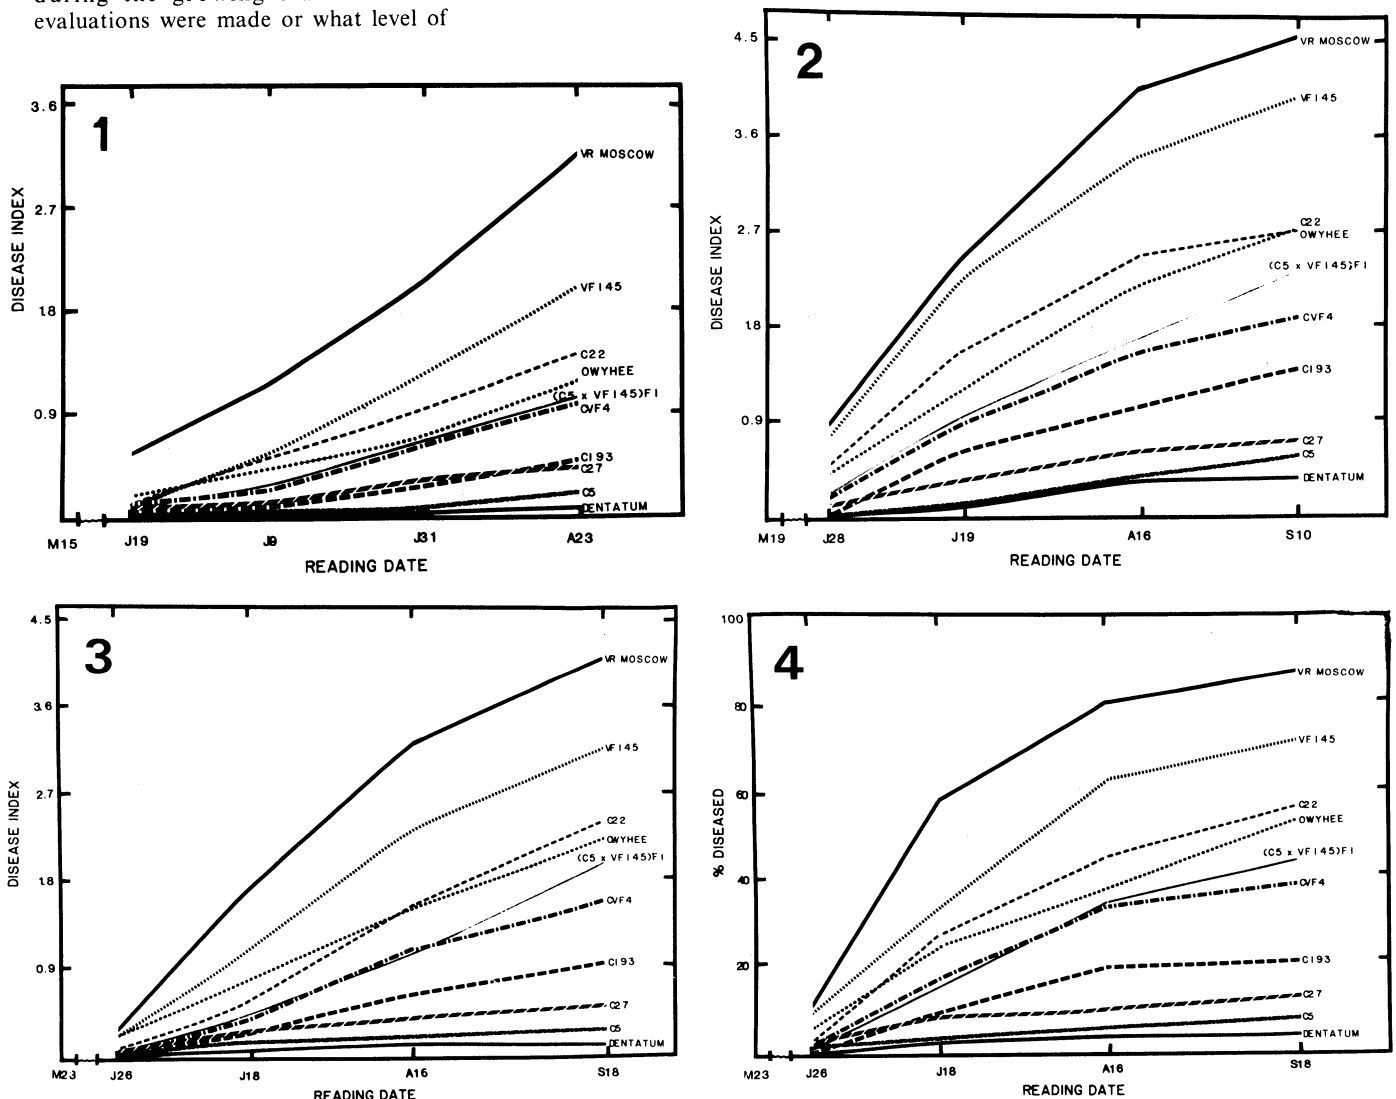 evaluations were made or what level of
1
3.6
2.7
1.8
0.9
DISEASE INDEX
VR MOSCOW
VF145
C22
OWYHEE
(C5 x VF145)F1
CVF4
C193
C27
C5
DENTATUM
M15 J19 J9 J31 A23
READING DATE
2
4.5
3.6
2.7
1.8
0.9
DISEASE INDEX
VR MOSCOW
VF145
C22
OWYHEE
(C5 x VF145)F1
CVF4
C193
C27
C5
DENTATUM
M19 J28 J19 A16 S10
READING DATE
3
4.5
3.6
2.7
1.8
0.9
DISEASE INDEX
VR MOSCOW
VF145
C22
OWYHEE
(C5 x VF145)F1
CVF4
C193
C27
C5
DENTATUM
M23 J26 J18 A16 S18
READING DATE
4
100
80
60
40
20
% DISEASED
VR MOSCOW
VF145
C22
OWYHEE
(C5 x VF145)F1
CVF4
C193
C27
C5
DENTATUM
M23 J26 J18 A16 S18
READING DATE